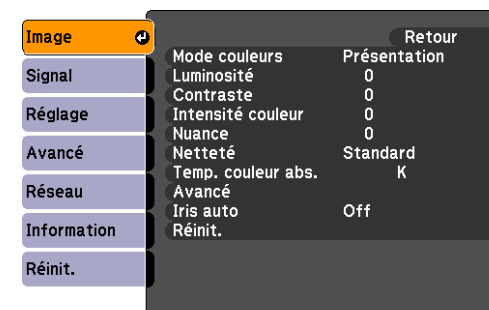 Image
Signal
Réglage
Avancé
Réseau
Information
Réinit.
Retour
Mode couleurs Présentation
Luminosité 0
Contraste 0
Intensité couleur 0
Nuance 0
Netteté Standard
Temp. couleur abs. K
Avancé
Iris auto Off
Réinit.